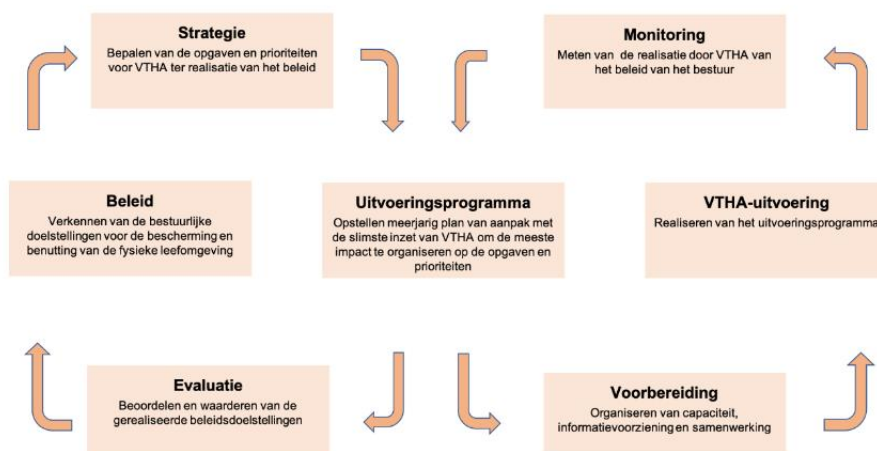 Strategie
Bepalen van de opgaven en prioriteiten
voor VTHA ter realisatie van het beleid
Monitoring
Meten van de realisatie door VTHA van
het beleid van het bestuur
Beleid
Verkennen van de bestuurlijke
doelstellingen voor de bescherming en
benutting van de fysieke leefomgeving
Uitvoeringsprogramma
Opstellen meerjarig plan van aanpak met
de slimste inzet van VTHA om de meeste
impact te organiseren op de opgaven en
prioriteiten
VTHA-uitvoering
Realiseren van het uitvoeringsprogramma
Evaluatie
Beoordelen en waarderen van de
gerealiseerde beleidsdoelstellingen
Voorbereiding
Organiseren van capaciteit,
informatievoorziening en samenwerking